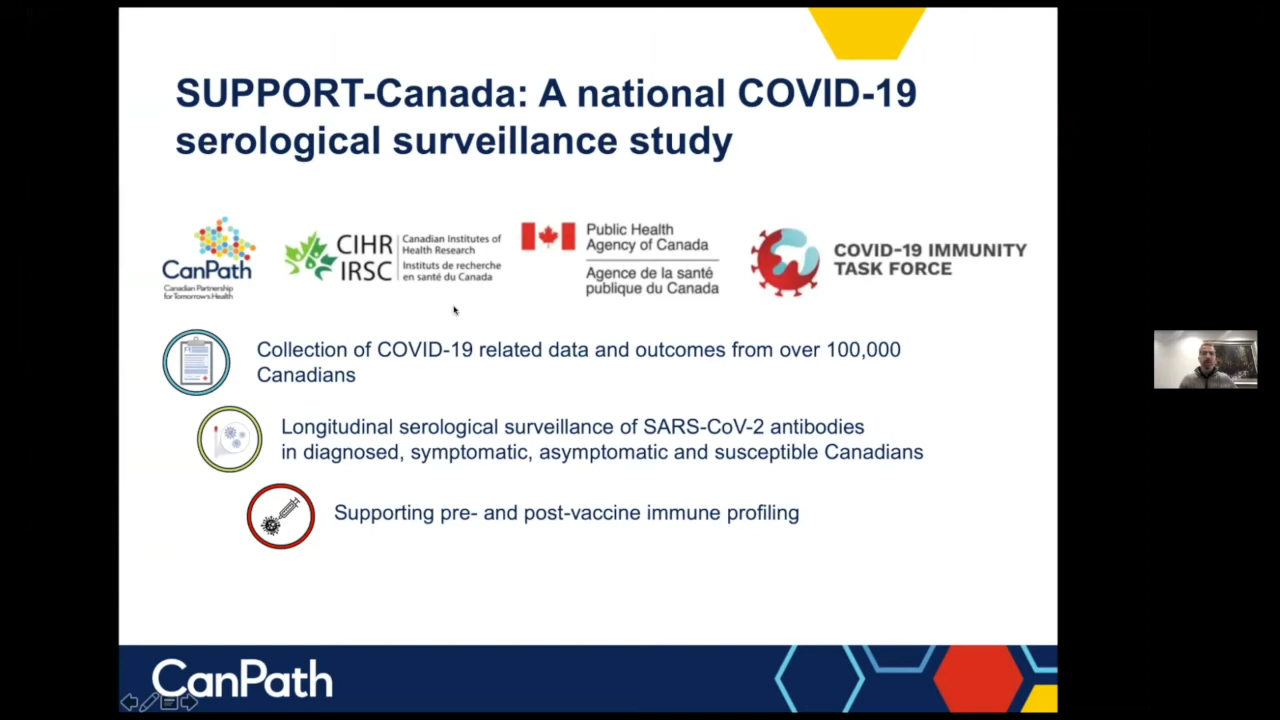 SUPPORT-Canada: A national COVID-19
serological surveillance study
CanPath
Canadian Partnership
for Tomorrow's Health
CIHR
IRSC
Canadian Institutes of
Health Research
Instituts de recherche
en santé du Canada
Public Health
Agency of Canada
Agence de la santé
publique du Canada
COVID-19 IMMUNITY
TASK FORCE
Collection of COVID-19 related data and outcomes from over 100,000
Canadians
Longitudinal serological surveillance of SARS-CoV-2 antibodies
in diagnosed, symptomatic, asymptomatic and susceptible Canadians
Supporting pre- and post-vaccine immune profiling
CanPath